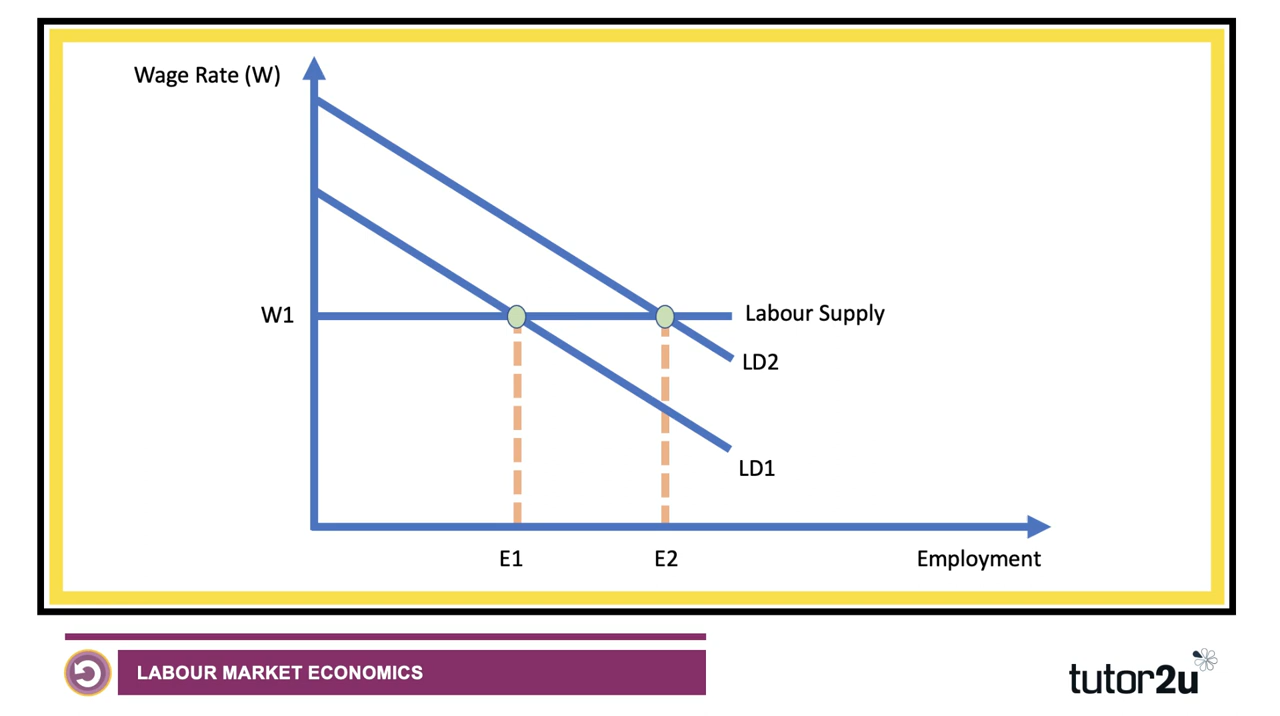 Wage Rate (W)
W1
Labour Supply
LD2
LD1
E1
E2
Employment
LABOUR MARKET ECONOMICS
tutor2u